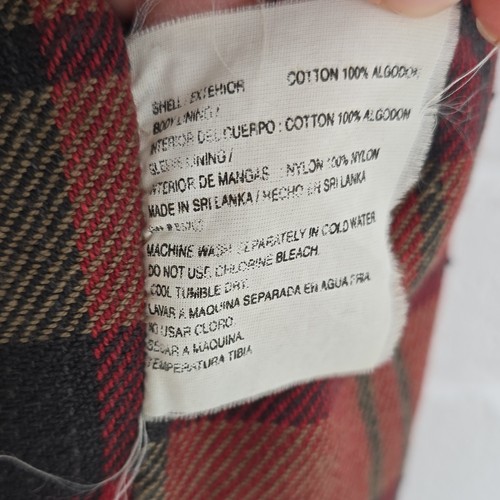 SHELL / EXTERIOR COTTON 100% ALGODON
BODY LINING /
INTERIOR DEL CUERPO : COTTON 100% ALGODON
SLEEVE LINING /
INTERIOR DE MANGAS : NYLON 100% NYLON
MADE IN SRI LANKA / HECHO EN SRI LANKA
MACHINE WASH SEPARATELY IN COLD WATER
DO NOT USE CHLORINE BLEACH.
COOL TUMBLE DRY.
LAVAR A MAQUINA SEPARADA EN AGUA FRIA.
NO USAR CLORO.
SECAR A MAQUINA.
TEMPERATURA TIBIA